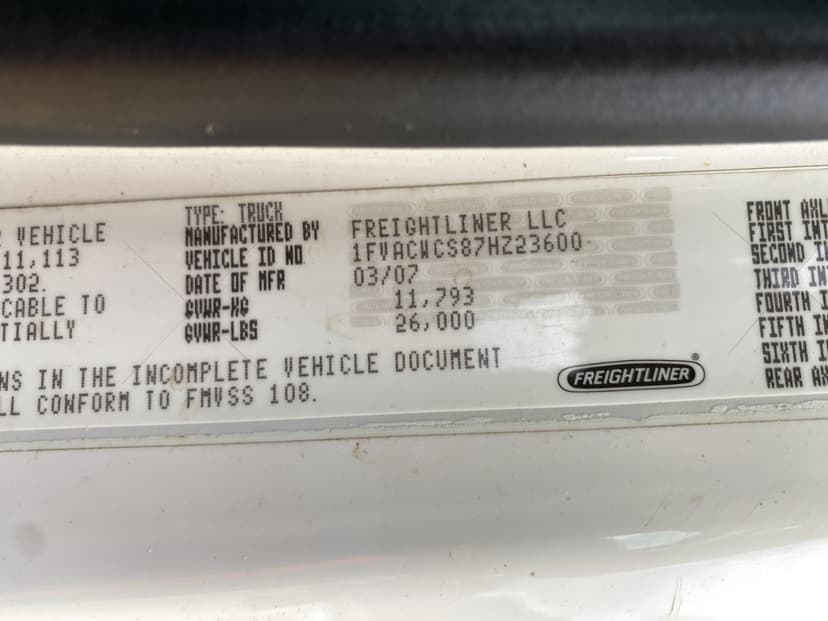 R VEHICLE
11,113
302.
CABLE TO
TIALLY
NS IN THE INCOMPLETE VEHICLE DOCUMENT
LL CONFORM TO FMVSS 108.
TYPE: TRUCK
MANUFACTURED BY FREIGHTLINER LLC
VEHICLE ID NO 1FVACWCS87HZ23600
DATE OF MFR 03/07
GVWR-KG 11,793
GVWR-LBS 26,000
FREIGHTLINER®
FRONT AXL
FIRST INT
SECOND I
THIRD IN
FOURTH I
FIFTH IN
SIXTH I
REAR AX